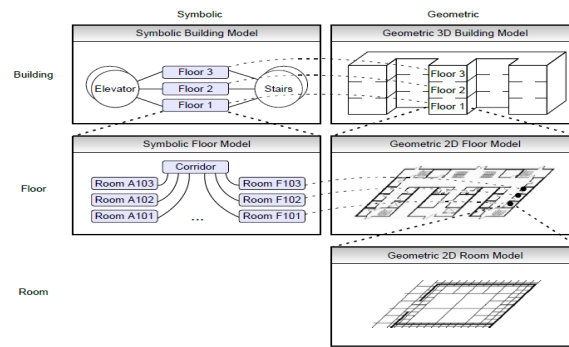 Symbolic
Geometric
Symbolic Building Model
Geometric 3D Building Model
Building
Elevator
Floor 3
Floor 2
Floor 1
Stairs
Floor 3
Floor 2
Floor 1
Symbolic Floor Model
Geometric 2D Floor Model
Floor
Corridor
Room A103
Room A102
Room A101
...
Room F103
Room F102
Room F101
Geometric 2D Room Model
Room